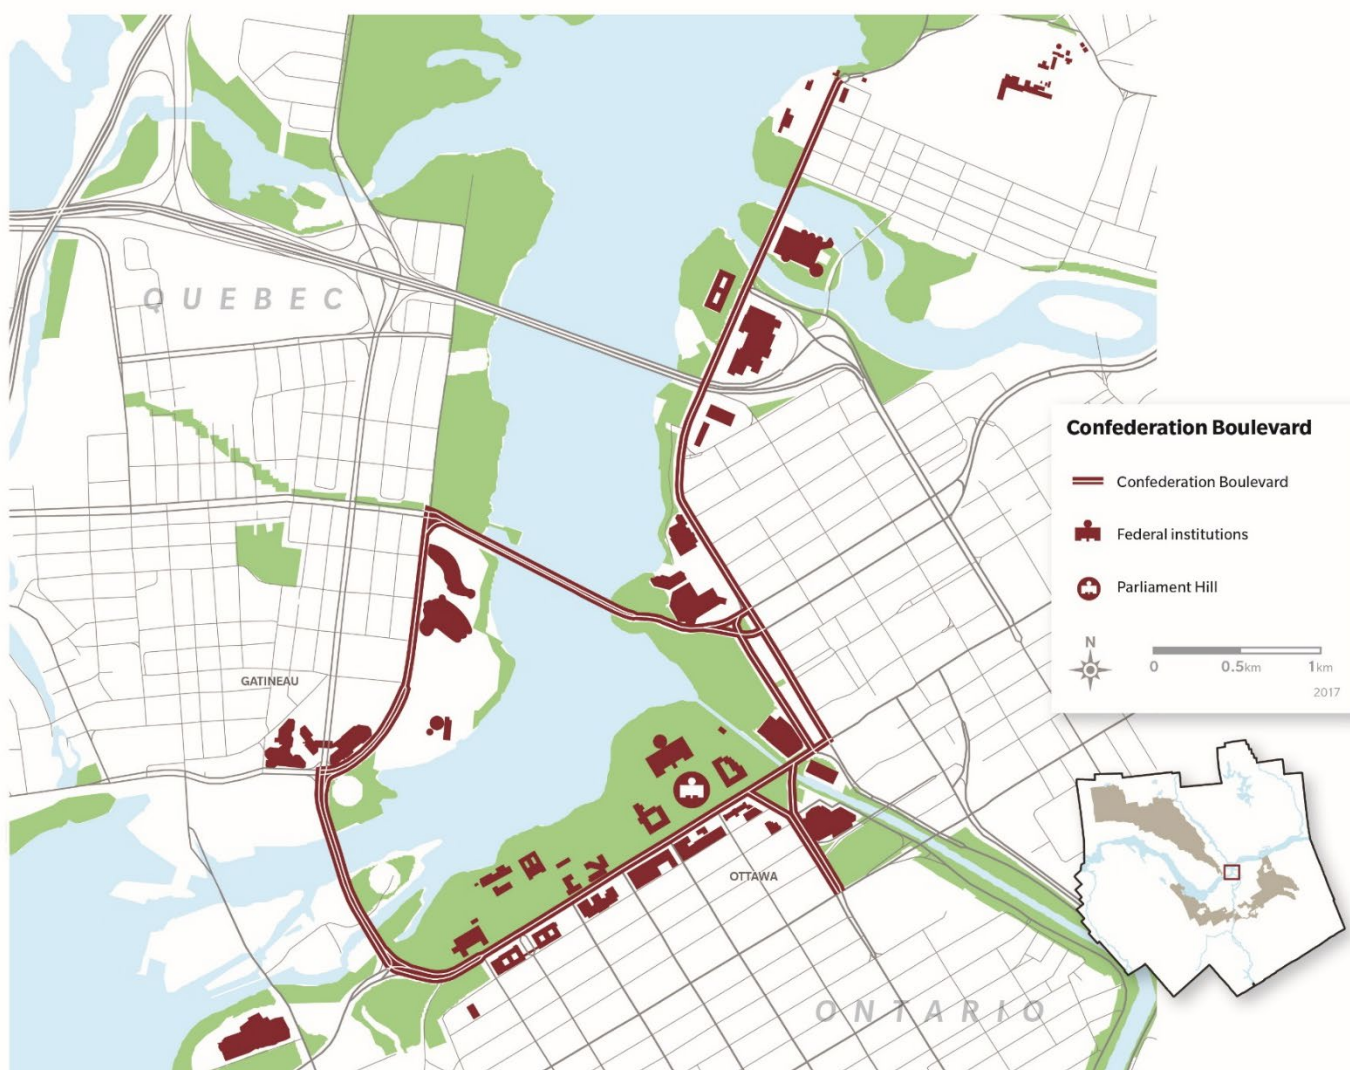 QUEBEC
GATINEAU
OTTAWA
ONTARIO
Confederation Boulevard
Confederation Boulevard
Federal institutions
Parliament Hill
N
0 0.5km 1km
2017